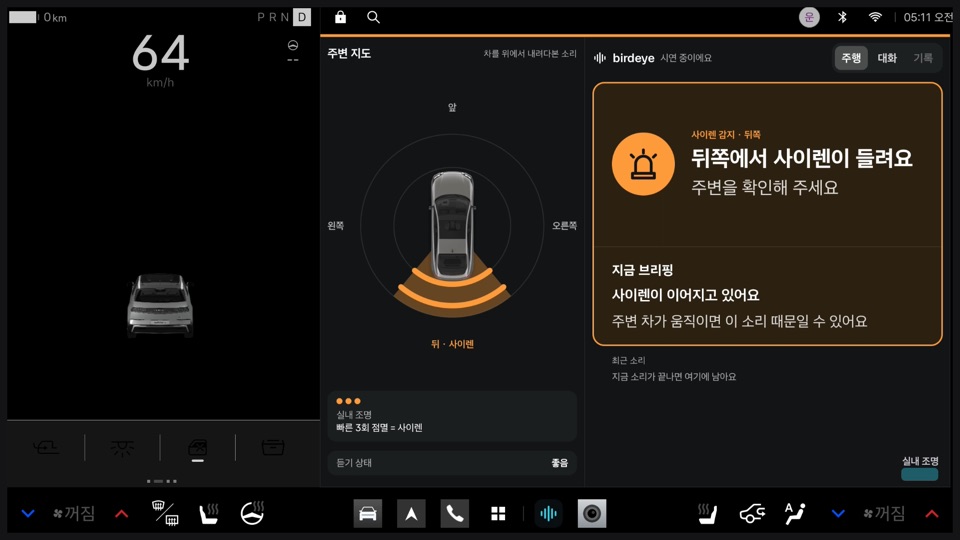 0km
P R N D
64
km/h
--
운
05:11 오전
주변 지도
차를 위에서 내려다본 소리
앞
왼쪽
오른쪽
뒤 · 사이렌
실내 조명
빠른 3회 점멸 = 사이렌
듣기 상태
좋음
birdeye 시연 중이에요
주행 대화 기록
사이렌 감지 · 뒤쪽
뒤쪽에서 사이렌이 들려요
주변을 확인해 주세요
지금 브리핑
사이렌이 이어지고 있어요
주변 차가 움직이면 이 소리 때문일 수 있어요
최근 소리
지금 소리가 끝나면 여기에 남아요
실내 조명
꺼짐
A
꺼짐